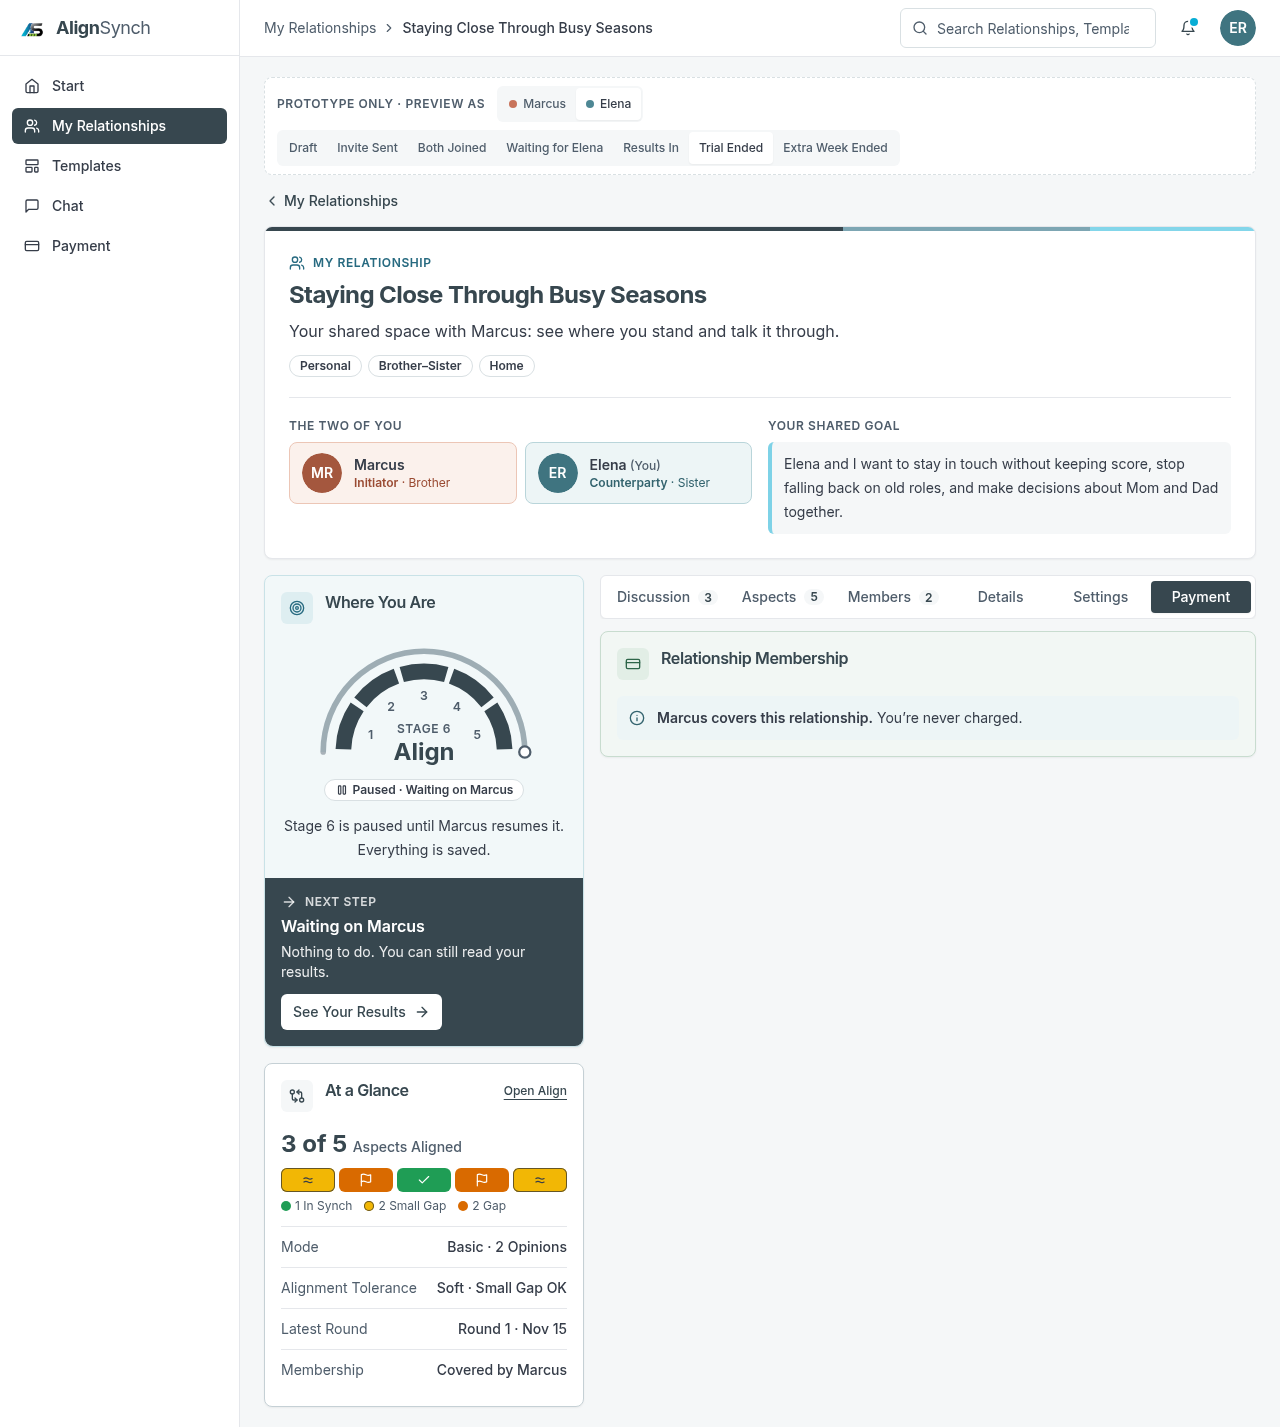 AlignSynch
My Relationships > Staying Close Through Busy Seasons
Search Relationships, Templa
ER
Start
My Relationships
Templates
Chat
Payment
PROTOTYPE ONLY · PREVIEW AS
Marcus
Elena
Draft
Invite Sent
Both Joined
Waiting for Elena
Results In
Trial Ended
Extra Week Ended
My Relationships
MY RELATIONSHIP
Staying Close Through Busy Seasons
Your shared space with Marcus: see where you stand and talk it through.
Personal
Brother–Sister
Home
THE TWO OF YOU
MR
Marcus
Initiator · Brother
ER
Elena (You)
Counterparty · Sister
YOUR SHARED GOAL
Elena and I want to stay in touch without keeping score, stop
falling back on old roles, and make decisions about Mom and Dad
together.
Where You Are
1
2
3
4
5
STAGE 6
Align
Paused · Waiting on Marcus
Stage 6 is paused until Marcus resumes it.
Everything is saved.
NEXT STEP
Waiting on Marcus
Nothing to do. You can still read your
results.
See Your Results
At a Glance
Open Align
3 of 5 Aspects Aligned
1 In Synch
2 Small Gap
2 Gap
Mode
Basic · 2 Opinions
Alignment Tolerance
Soft · Small Gap OK
Latest Round
Round 1 · Nov 15
Membership
Covered by Marcus
Discussion 3
Aspects 5
Members 2
Details
Settings
Payment
Relationship Membership
Marcus covers this relationship. You’re never charged.